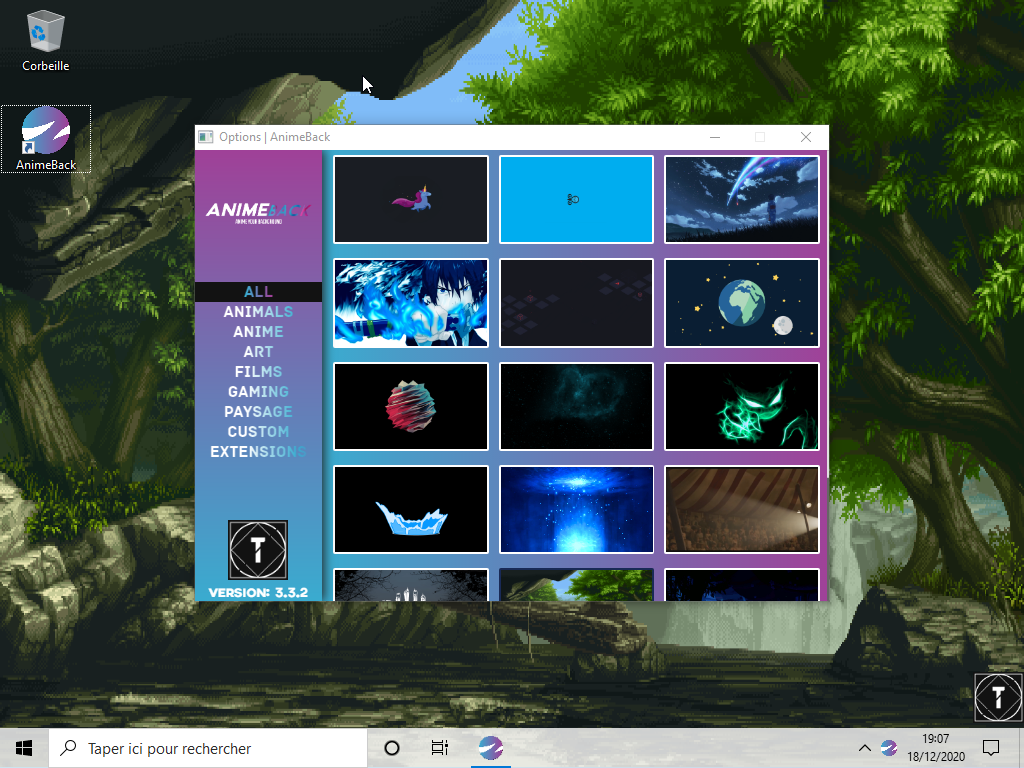 Corbeille
AnimeBack
Options | AnimeBack
ANIMEBACK
ANIME YOUR BACKGROUND
ALL
ANIMALS
ANIME
ART
FILMS
GAMING
PAYSAGE
CUSTOM
EXTENSIONS
T
VERSION: 3.3.2
T
Taper ici pour rechercher
19:07
18/12/2020